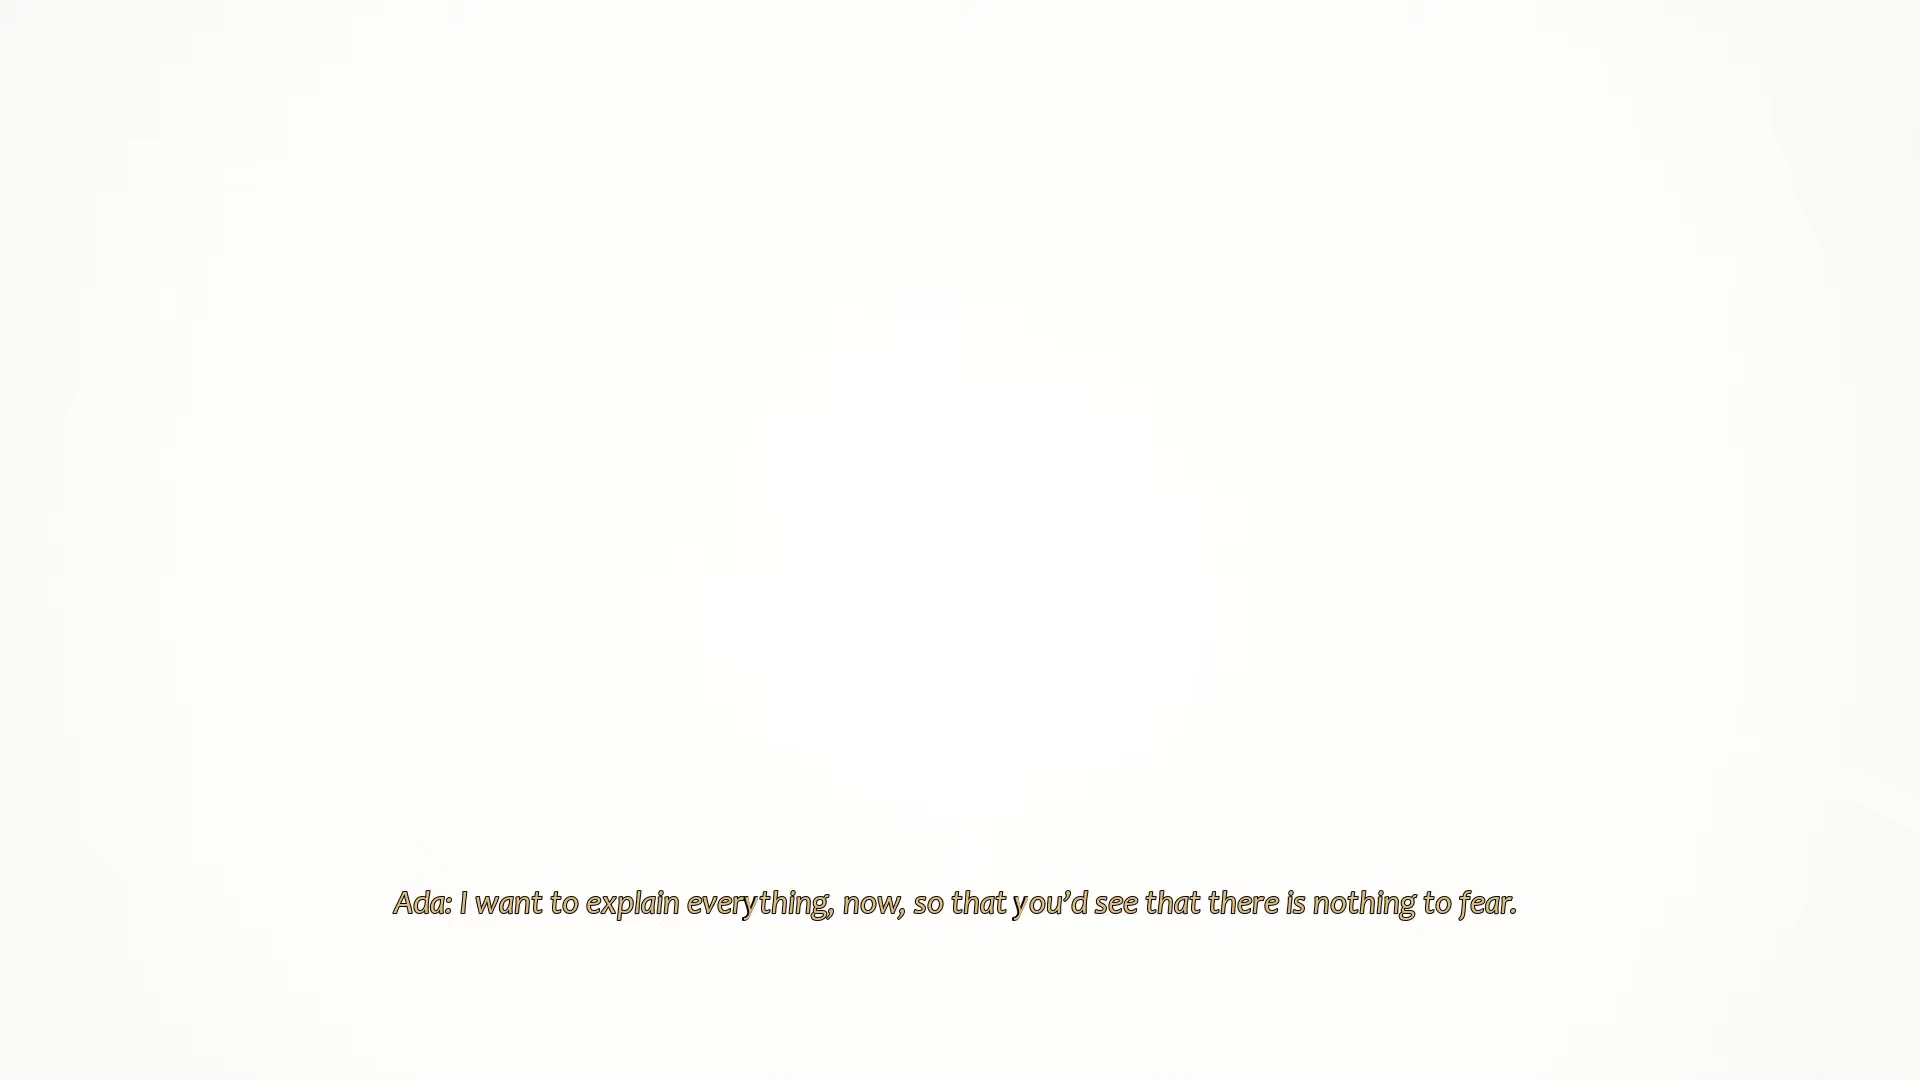 Ada: I want to explain everything, now, so that you’d see that there is nothing to fear.